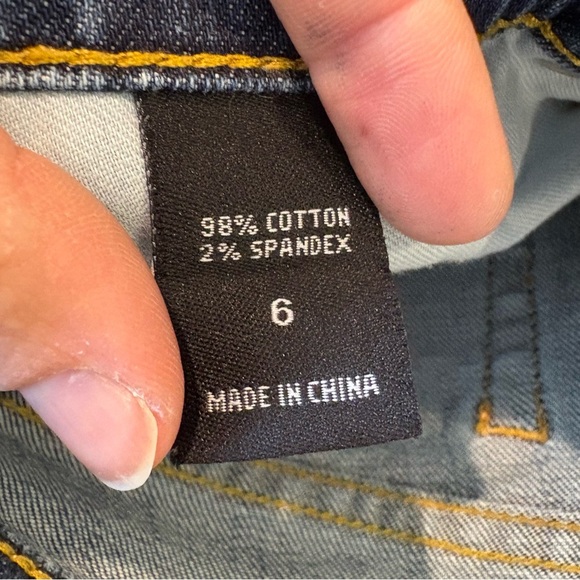 98% COTTON
2% SPANDEX
6
MADE IN CHINA